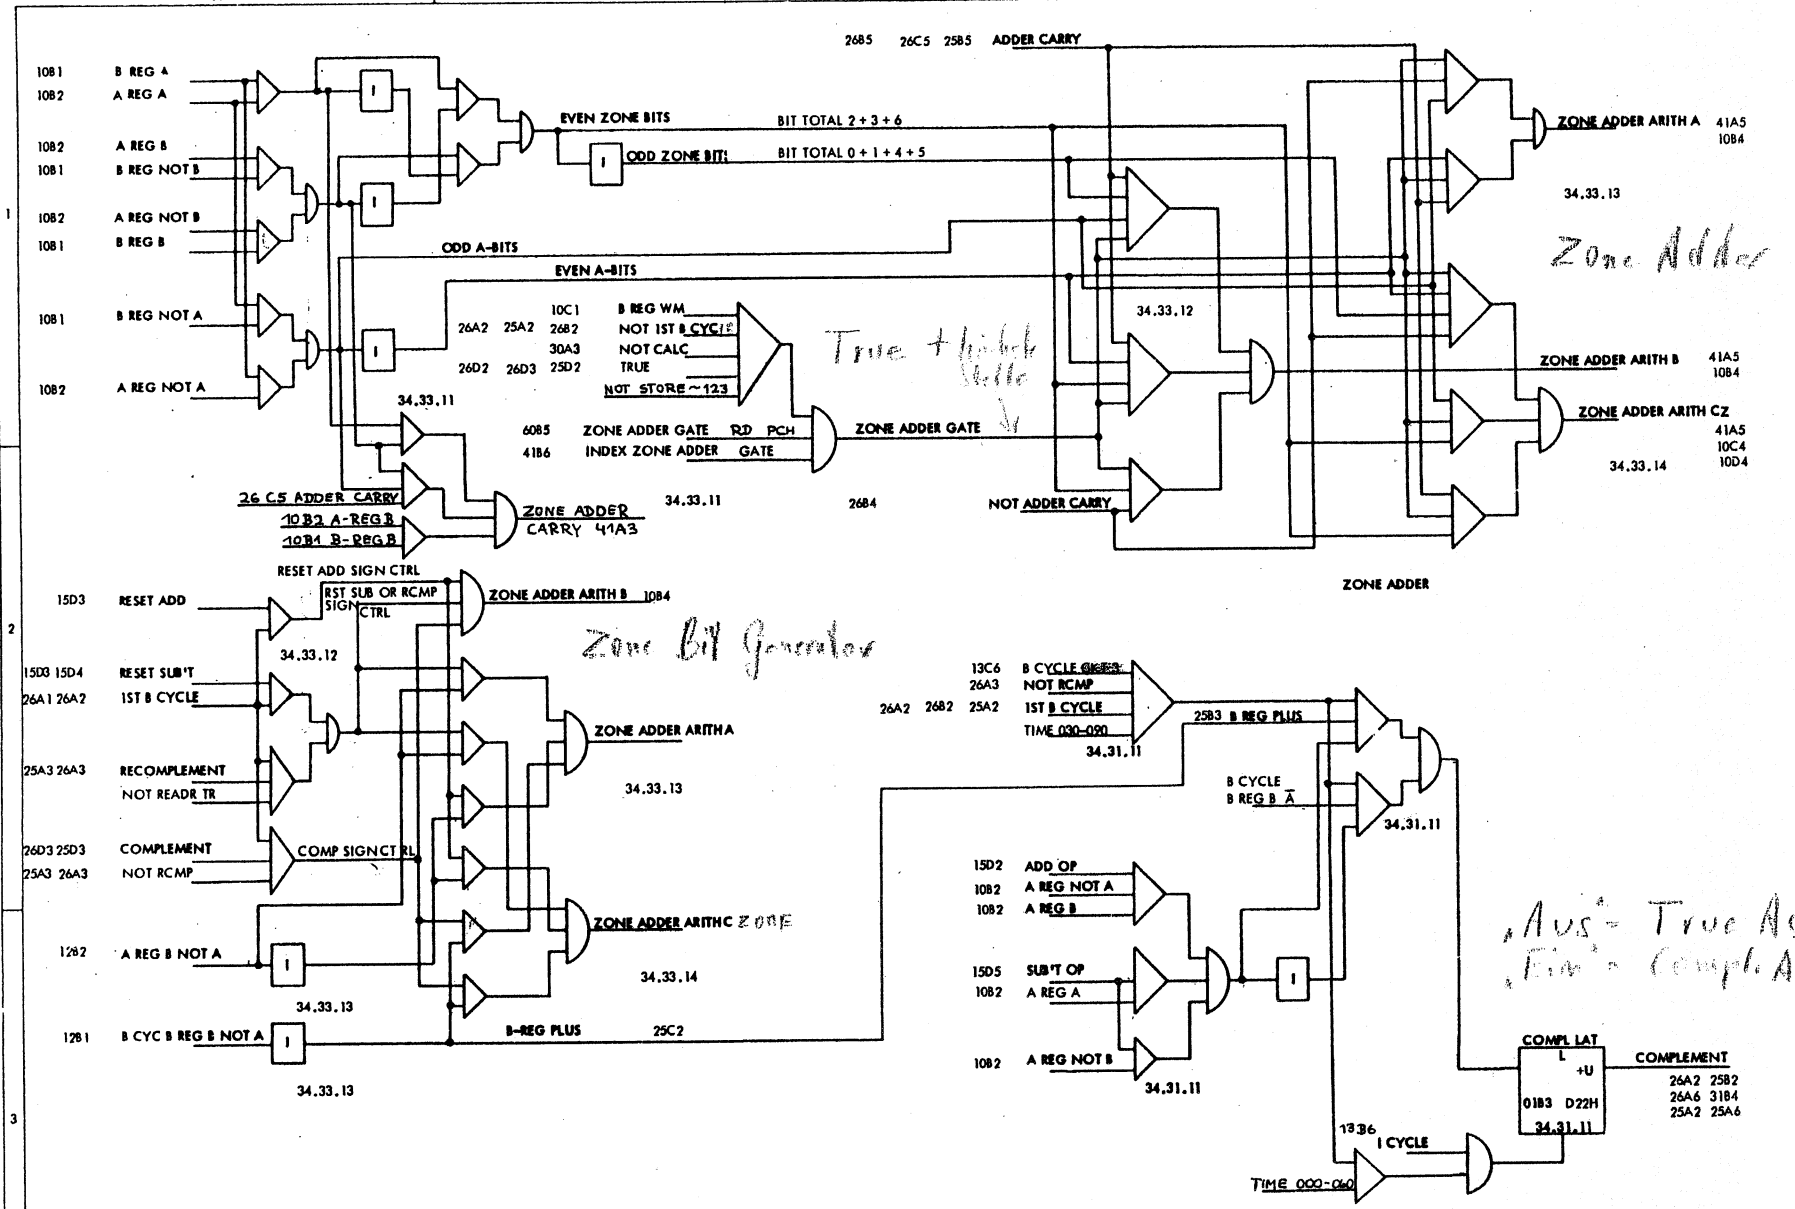 26B5 26C5 25B5 ADDER CARRY
10B1 B REG A
10B2 A REG A
10B2 A REG B
10B1 B REG NOT B
10B2 A REG NOT B
10B1 B REG B
10B1 B REG NOT A
10B2 A REG NOT A
I
I
I
I
EVEN ZONE BITS BIT TOTAL 2 + 3 + 6
ODD ZONE BITS BIT TOTAL 0 + 1 + 4 + 5
ODD A-BITS
EVEN A-BITS
10C1 B REG WM
26A2 25A2 26B2 NOT 1ST B CYCLE
30A3 NOT CALC
26D2 26D3 25D2 TRUE
NOT STORE~123
60B5 ZONE ADDER GATE RD PCH
41B6 INDEX ZONE ADDER GATE
34.33.11
ZONE ADDER GATE
34.33.11
26B4
True +
Stelle
34.33.12
NOT ADDER CARRY
ZONE ADDER ARITH A 41A5
10B4
34.33.13
Zone Adder
ZONE ADDER ARITH B 41A5
10B4
ZONE ADDER ARITH CZ
41A5
10C4
10D4
34.33.14
ZONE ADDER
26 C5 ADDER CARRY
10B2 A-REG B
10B1 B-REG B
ZONE ADDER
CARRY 41A3
1
2
3
RESET ADD SIGN CTRL
RST SUB OR RCMP
SIGN CTRL
15D3 RESET ADD
34.33.12
15D3 15D4 RESET SUB'T
26A1 26A2 1ST B CYCLE
25A3 26A3 RECOMPLEMENT
NOT READR TR
26D3 25D3 COMPLEMENT
25A3 26A3 NOT RCMP
COMP SIGN CTRL
12B2 A REG B NOT A
I
34.33.13
12B1 B CYC B REG B NOT A
I
34.33.13
ZONE ADDER ARITH B 10B4
Zone Bit Generator
ZONE ADDER ARITH A
34.33.13
ZONE ADDER ARITH C ZONE
34.33.14
B-REG PLUS 25C2
13C6 B CYCLE
26A3 NOT RCMP
26A2 26B2 25A2 1ST B CYCLE
TIME 030-090
34.31.11
25B3 B REG PLUS
B CYCLE
B REG B A̅
34.31.11
15D2 ADD OP
10B2 A REG NOT A
10B2 A REG B
15D5 SUB'T OP
10B2 A REG A
10B2 A REG NOT B
34.31.11
I
"Aus" = True
"Ein" = Compl. A
COMPL LAT
L
+U
01B3 D22H
34.31.11
COMPLEMENT
26A2 25B2
26A6 31B4
25A2 25A6
13B6
I CYCLE
TIME 000-060